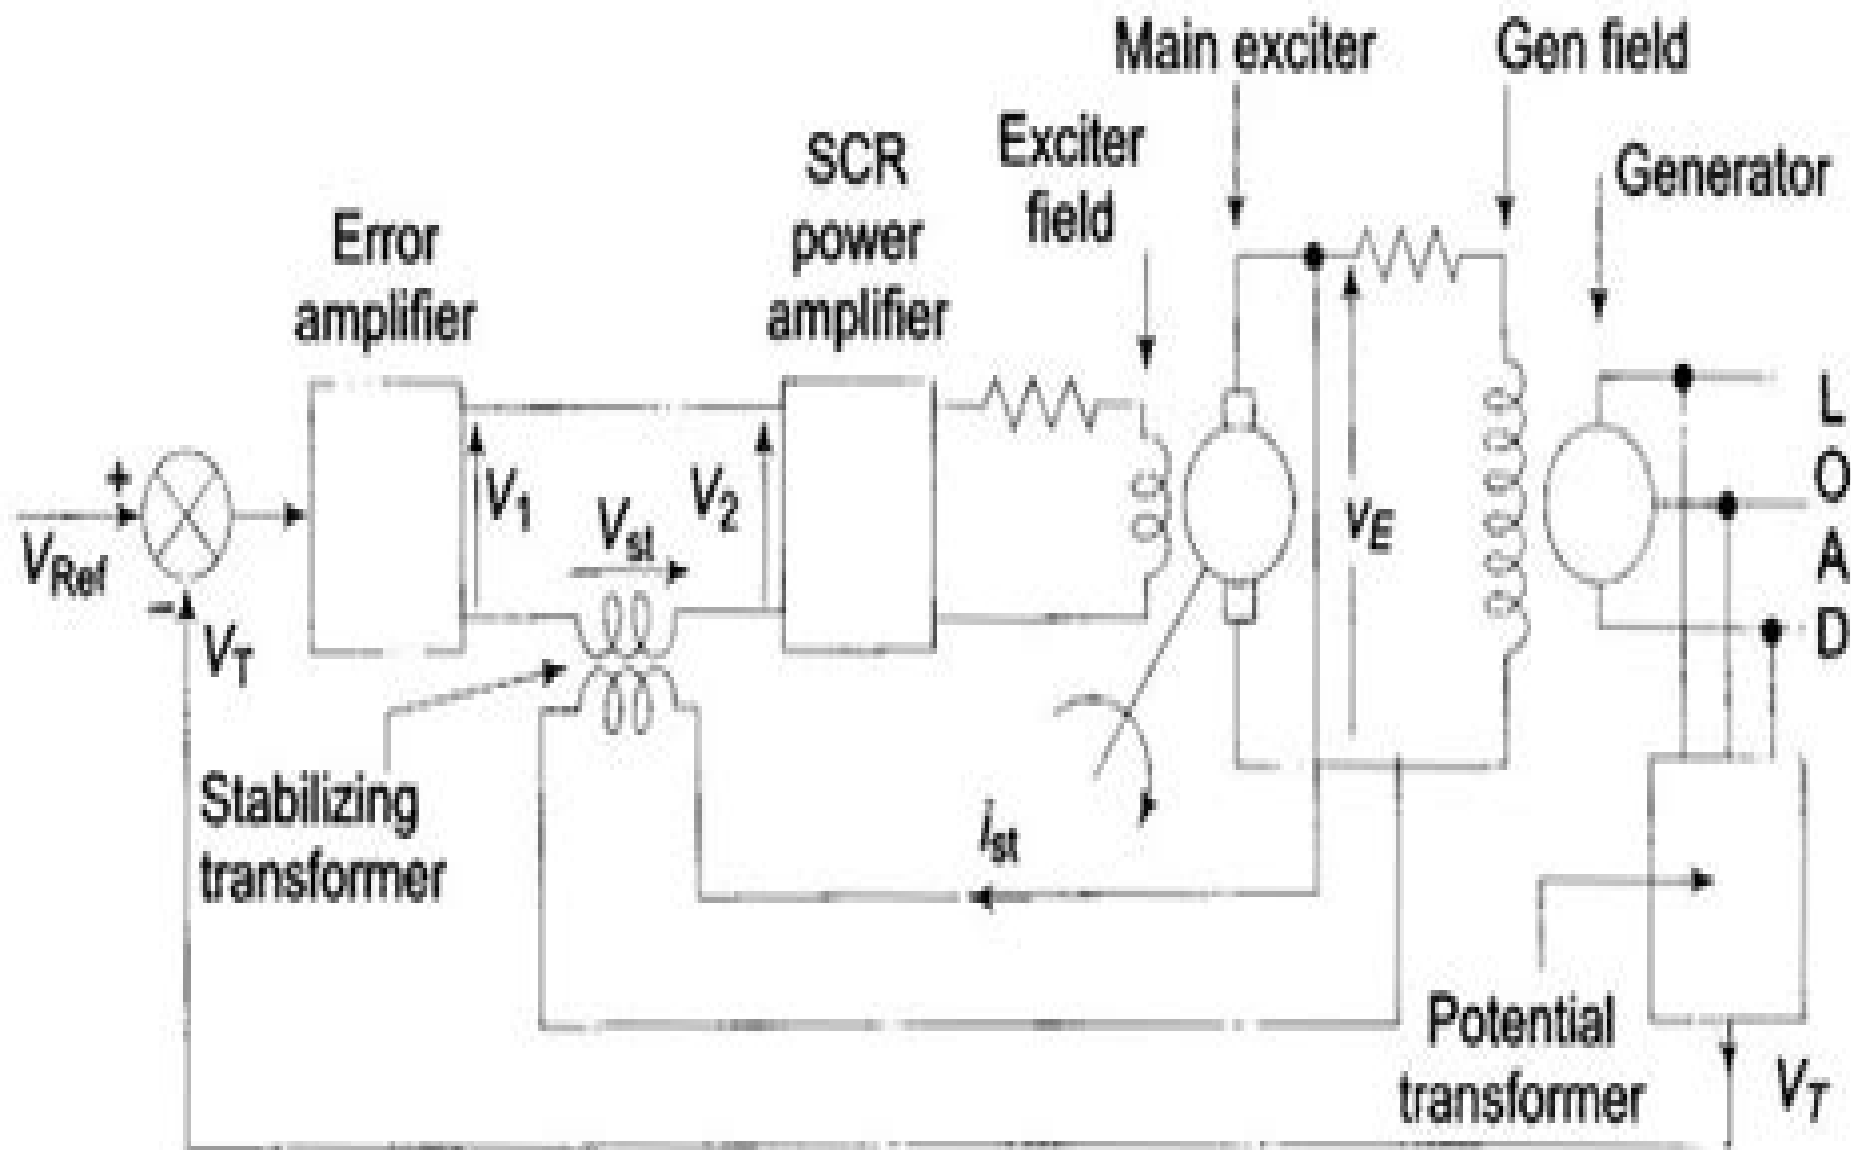 Main exciter
Gen field
Exciter
field
Generator
SCR
power
amplifier
Error
amplifier
+
V1
Vst
V2
vE
VRef
−
VT
L
O
A
D
Stabilizing
transformer
ist
Potential
transformer
VT